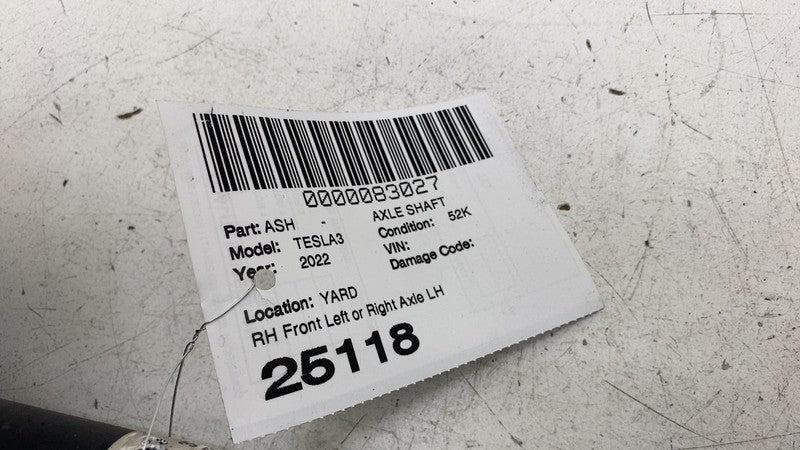 0000083027
Part: ASH - AXLE SHAFT
Model: TESLA3 Condition: 52K
Year: 2022 VIN:
Damage Code:
Location: YARD
RH Front Left or Right Axle LH
25118